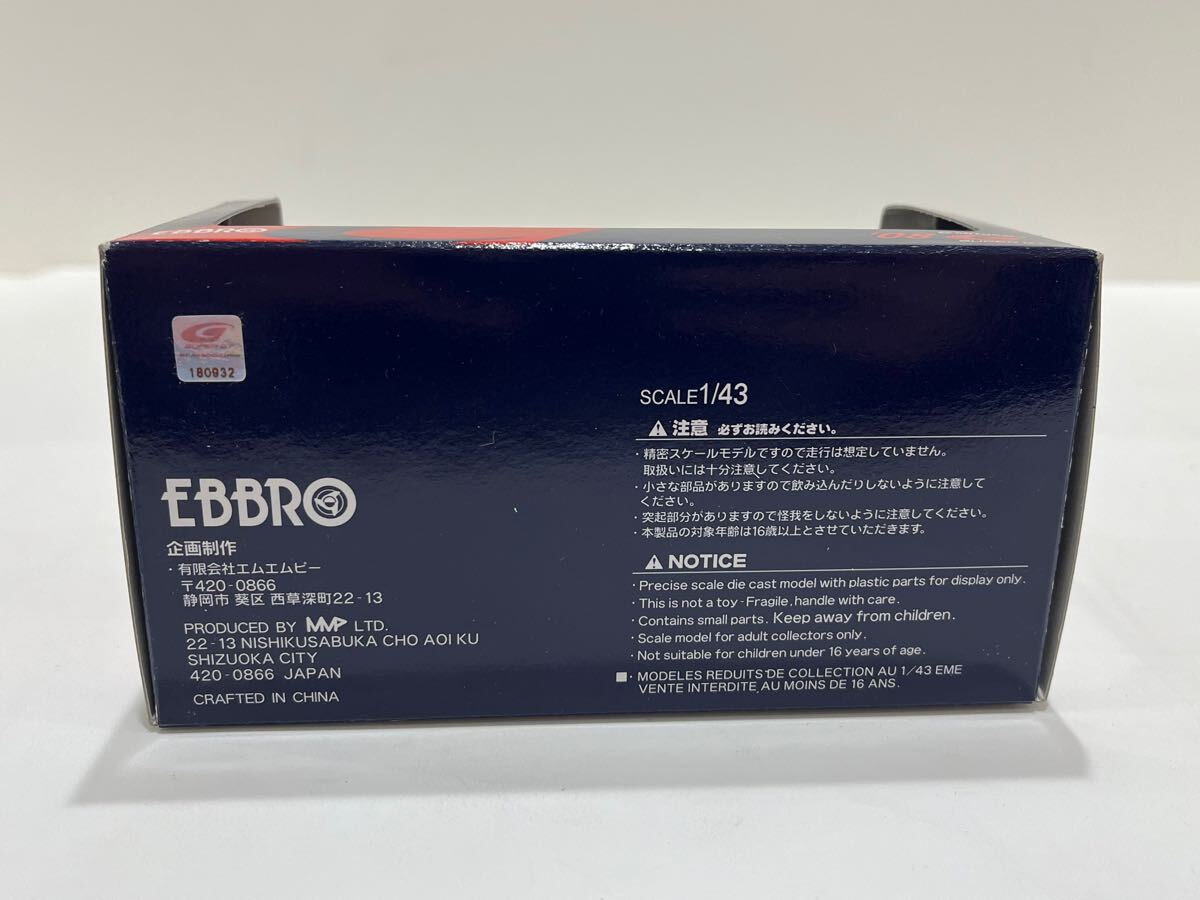 EBBRO
'05
180932
EBBRO
企画制作
・有限会社エムエムピー
〒420-0866
静岡市 葵区 西草深町22-13
PRODUCED BY MMP LTD.
22-13 NISHIKUSABUKA CHO AOI KU
SHIZUOKA CITY
420-0866 JAPAN
CRAFTED IN CHINA
SCALE1/43
注意 必ずお読みください。
・精密スケールモデルですので走行は想定していません。
取扱いには十分注意してください。
・小さな部品がありますので飲み込んだりしないように注意して
ください。
・突起部分がありますので怪我をしないように注意してください。
・本製品の対象年齢は16歳以上とさせていただきます。
NOTICE
・Precise scale die cast model with plastic parts for display only.
・This is not a toy-Fragile, handle with care.
・Contains small parts. Keep away from children.
・Scale model for adult collectors only.
・Not suitable for children under 16 years of age.
■・MODELES REDUITS DE COLLECTION AU 1/43 EME
VENTE INTERDITE AU MOINS DE 16 ANS.